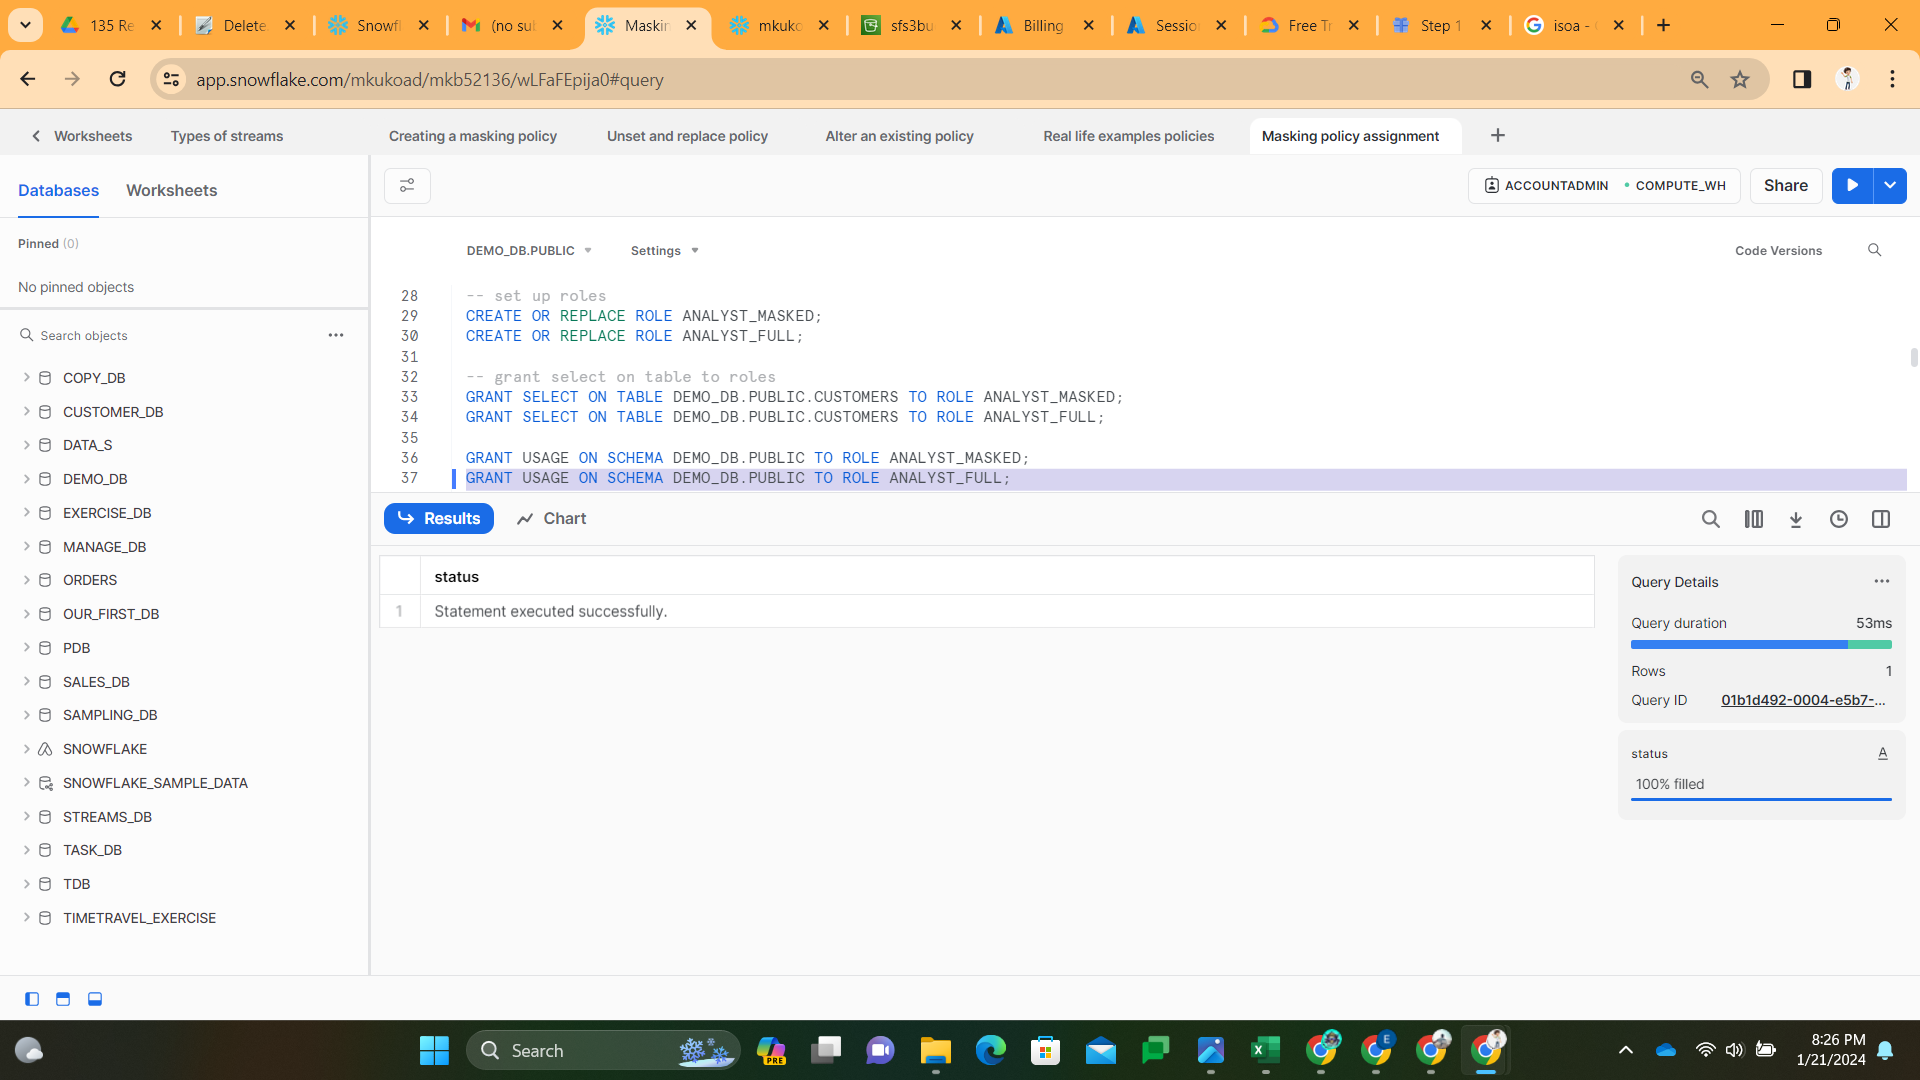 135 Re
Delete
Snowfl
(no sub
Maskin
mkuko
sfs3bu
Billing
Sessio
Free Tr
Step 1
isoa -
app.snowflake.com/mkukoad/mkb52136/wLFaFEpija0#query
Worksheets
Types of streams
Creating a masking policy
Unset and replace policy
Alter an existing policy
Real life examples policies
Masking policy assignment
Databases
Worksheets
ACCOUNTADMIN
COMPUTE_WH
Share
Pinned (0)
No pinned objects
DEMO_DB.PUBLIC
Settings
Code Versions
Search objects
COPY_DB
CUSTOMER_DB
DATA_S
DEMO_DB
EXERCISE_DB
MANAGE_DB
ORDERS
OUR_FIRST_DB
PDB
SALES_DB
SAMPLING_DB
SNOWFLAKE
SNOWFLAKE_SAMPLE_DATA
STREAMS_DB
TASK_DB
TDB
TIMETRAVEL_EXERCISE
28 -- set up roles
29 CREATE OR REPLACE ROLE ANALYST_MASKED;
30 CREATE OR REPLACE ROLE ANALYST_FULL;
31
32 -- grant select on table to roles
33 GRANT SELECT ON TABLE DEMO_DB.PUBLIC.CUSTOMERS TO ROLE ANALYST_MASKED;
34 GRANT SELECT ON TABLE DEMO_DB.PUBLIC.CUSTOMERS TO ROLE ANALYST_FULL;
35
36 GRANT USAGE ON SCHEMA DEMO_DB.PUBLIC TO ROLE ANALYST_MASKED;
37 GRANT USAGE ON SCHEMA DEMO_DB.PUBLIC TO ROLE ANALYST_FULL;
Results
Chart
status
1 Statement executed successfully.
Query Details
Query duration 53ms
Rows 1
Query ID 01b1d492-0004-e5b7-...
status A
100% filled
Search
PRE
E
8:26 PM
1/21/2024